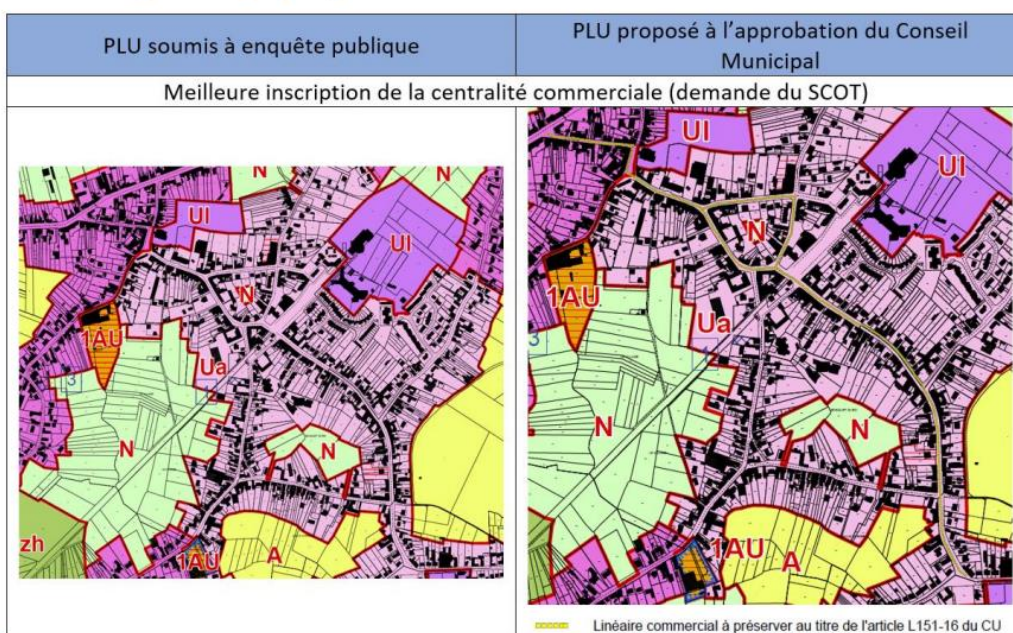 PLU soumis à enquête publique
PLU proposé à l'approbation du Conseil
Municipal
Meilleure inscription de la centralité commerciale (demande du SCOT)
N
N
UI
UI
N
1AU
3
Ua
N
N
zh
1AU
A
UI
UI
N
1AU
Ua
3
N
N
1AU
A
Linéaire commercial à préserver au titre de l'article L151-16 du CU